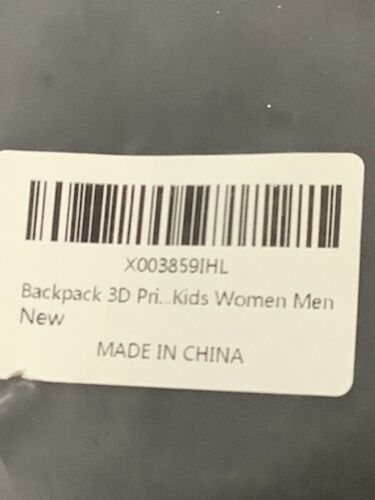 X003859IHL
Backpack 3D Pri...Kids Women Men
New
MADE IN CHINA